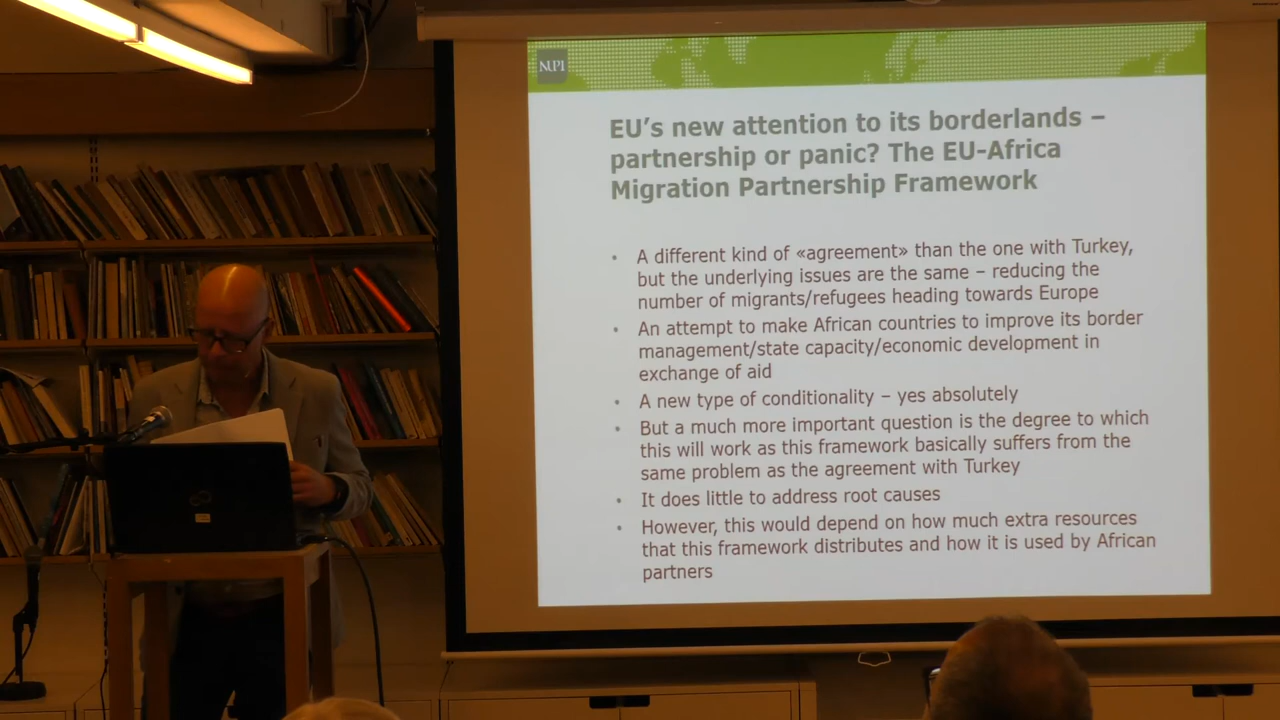 NUPI
EU's new attention to its borderlands –
partnership or panic? The EU-Africa
Migration Partnership Framework
• A different kind of «agreement» than the one with Turkey,
but the underlying issues are the same – reducing the
number of migrants/refugees heading towards Europe
• An attempt to make African countries to improve its border
management/state capacity/economic development in
exchange of aid
• A new type of conditionality – yes absolutely
• But a much more important question is the degree to which
this will work as this framework basically suffers from the
same problem as the agreement with Turkey
• It does little to address root causes
• However, this would depend on how much extra resources
that this framework distributes and how it is used by African
partners